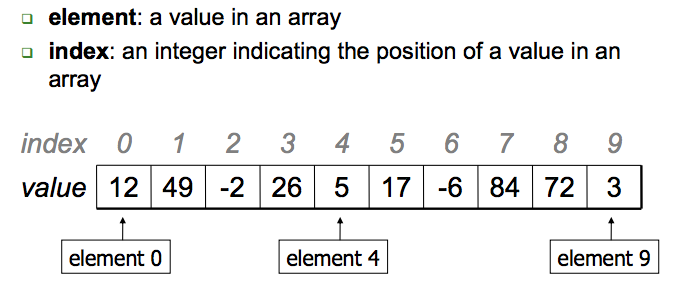 element: a value in an array
index: an integer indicating the position of a value in an
array
index 0 1 2 3 4 5 6 7 8 9
value 12 49 -2 26 5 17 -6 84 72 3
element 0 element 4 element 9